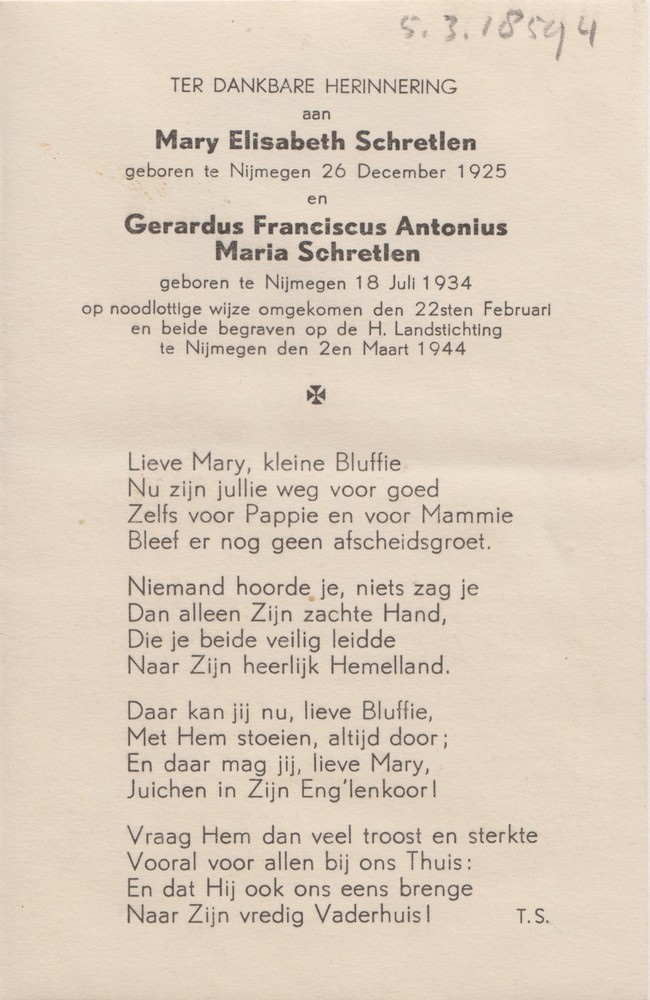 5.3.18594
TER DANKBARE HERINNERING
aan
Mary Elisabeth Schretlen
geboren te Nijmegen 26 December 1925
en
Gerardus Franciscus Antonius
Maria Schretlen
geboren te Nijmegen 18 Juli 1934
op noodlottige wijze omgekomen den 22sten Februari
en beide begraven op de H. Landstichting
te Nijmegen den 2en Maart 1944
Lieve Mary, kleine Bluffie
Nu zijn jullie weg voor goed
Zelfs voor Pappie en voor Mammie
Bleef er nog geen afscheidsgroet.
Niemand hoorde je, niets zag je
Dan alleen Zijn zachte Hand,
Die je beide veilig leidde
Naar Zijn heerlijk Hemelland.
Daar kan jij nu, lieve Bluffie,
Met Hem stoeien, altijd door;
En daar mag jij, lieve Mary,
Juichen in Zijn Eng'lenkoor!
Vraag Hem dan veel troost en sterkte
Vooral voor allen bij ons Thuis:
En dat Hij ook ons eens brenge
Naar Zijn vredig Vaderhuis! T.S.